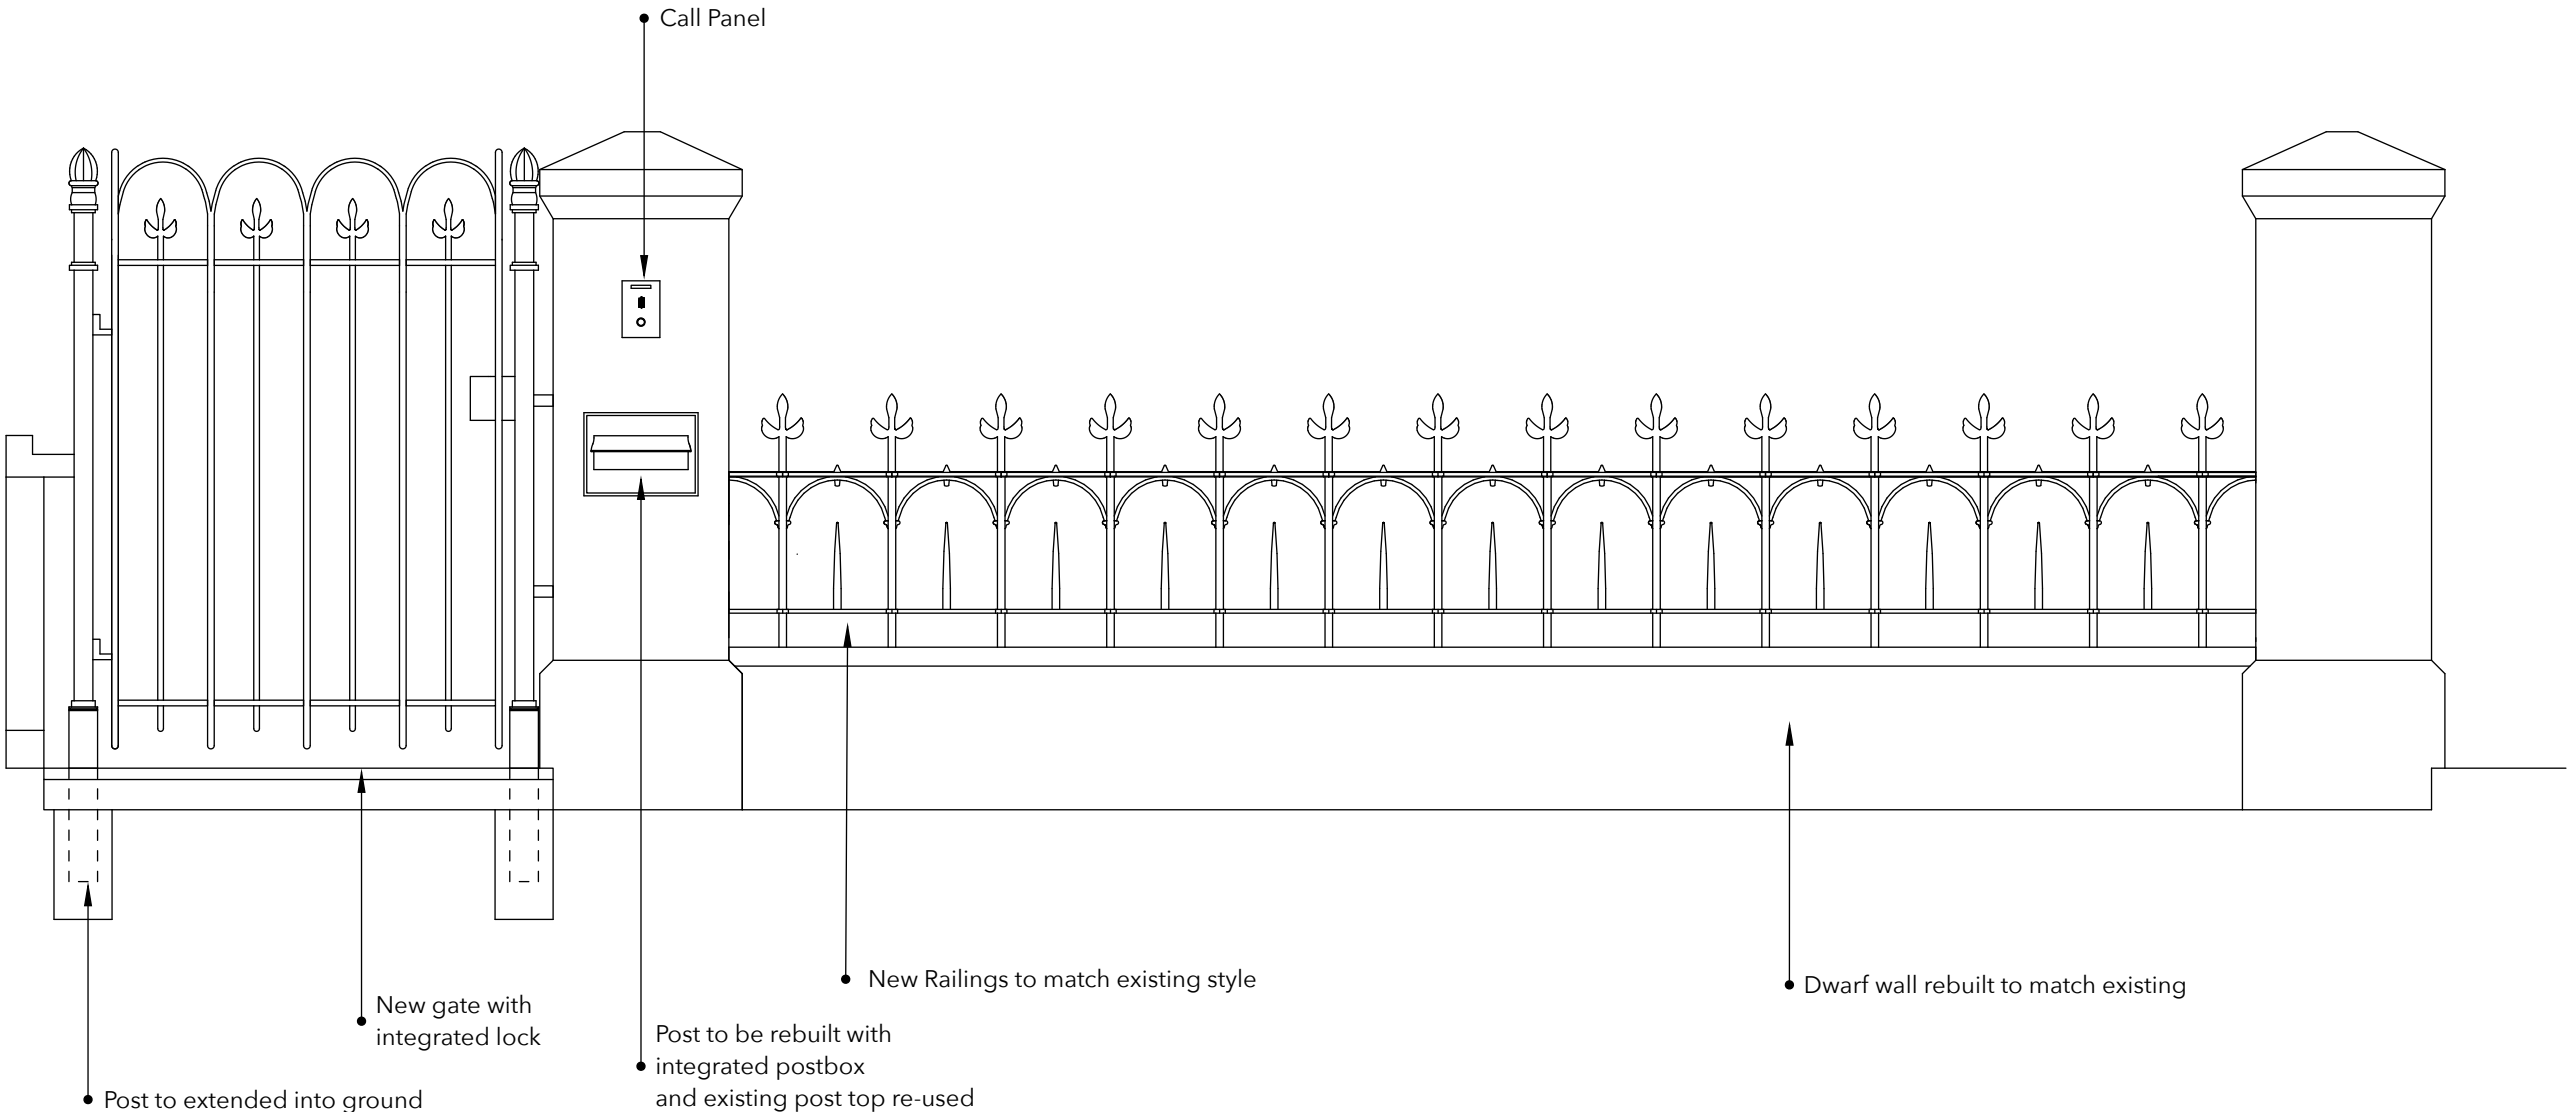 Call Panel
New Railings to match existing style
Dwarf wall rebuilt to match existing
New gate with
integrated lock
Post to be rebuilt with
integrated postbox
and existing post top re-used
Post to extended into ground